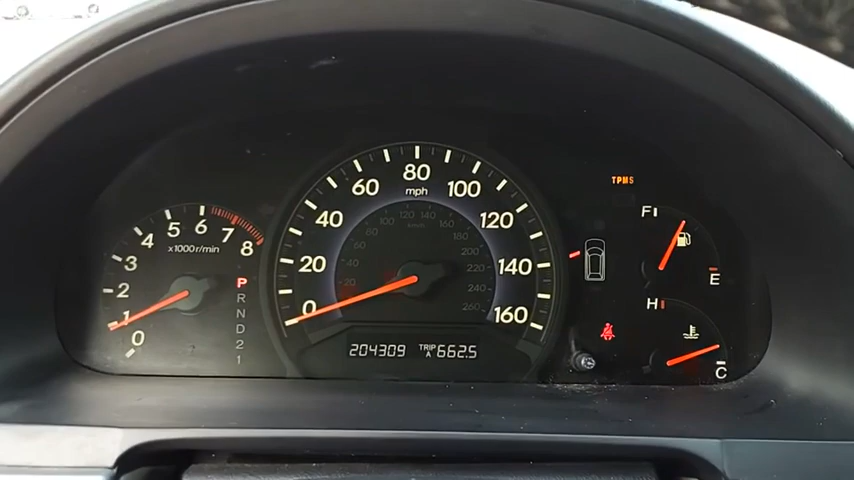 TPMS
80
60
100
mph
40
120
20
140
0
160
120
140
100
160
80
km/h
180
60
200
40
220
20
240
260
5
6
4
7
x1000r/min
8
3
2
1
0
P
R
N
D
2
1
F
E
H
C
204309
TRIP A 662.5